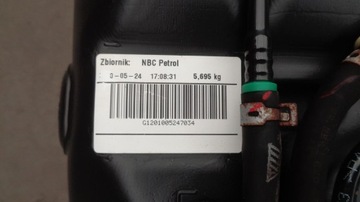 Zbiornik: NBC Petrol
0-05-24 17:08:31 5,695 kg
G1201005247034